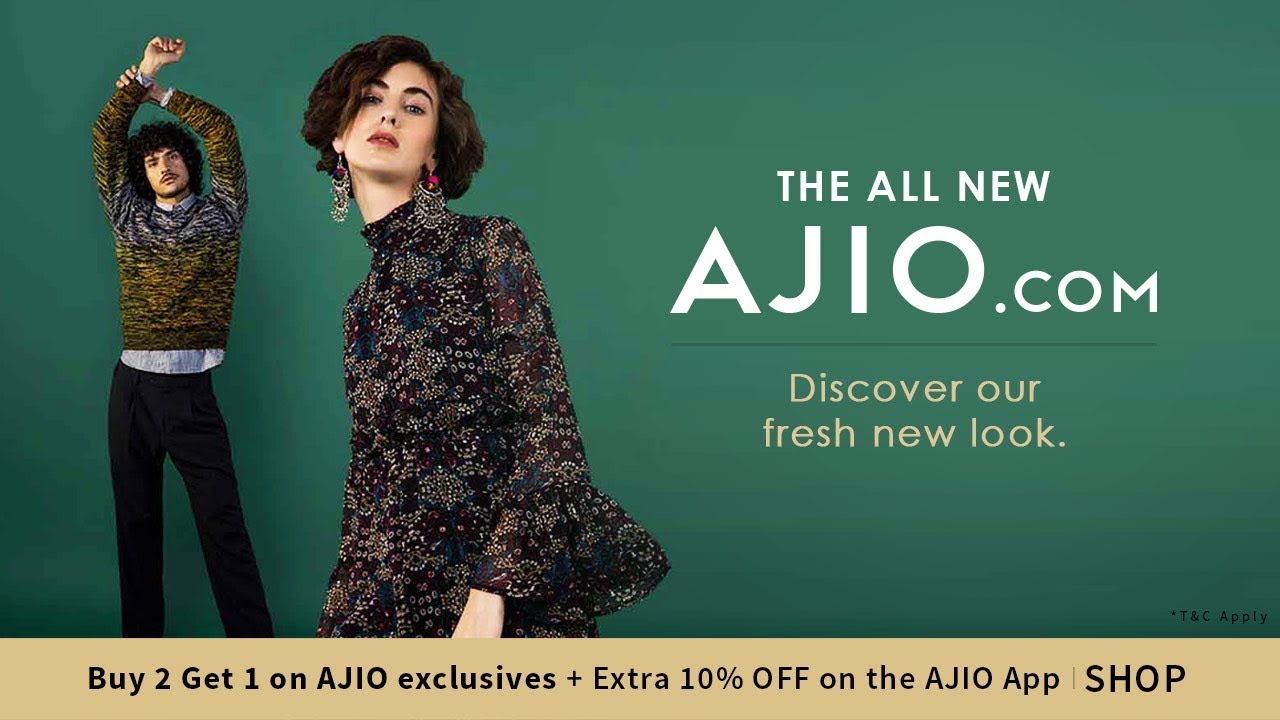 THE ALL NEW
AJIO.COM
Discover our
fresh new look.
*T&C Apply
Buy 2 Get 1 on AJIO exclusives + Extra 10% OFF on the AJIO App | SHOP